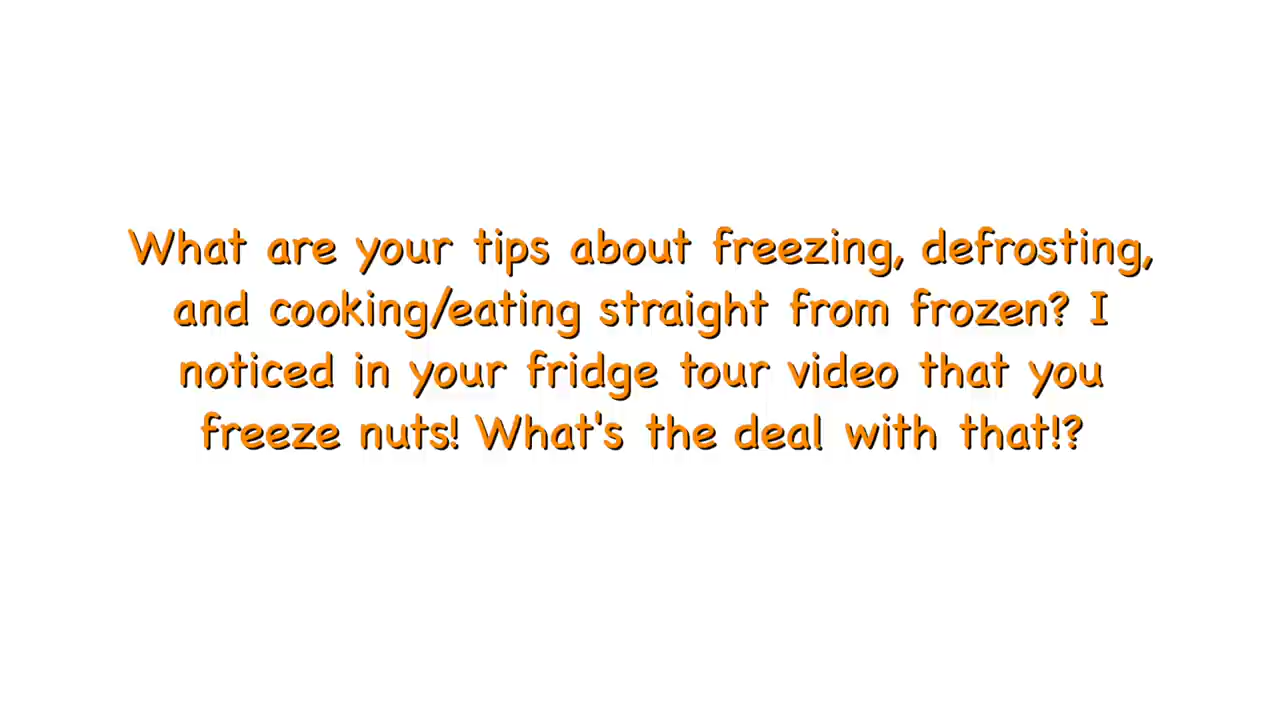 What are your tips about freezing, defrosting,
and cooking/eating straight from frozen? I
noticed in your fridge tour video that you
freeze nuts! What's the deal with that!?